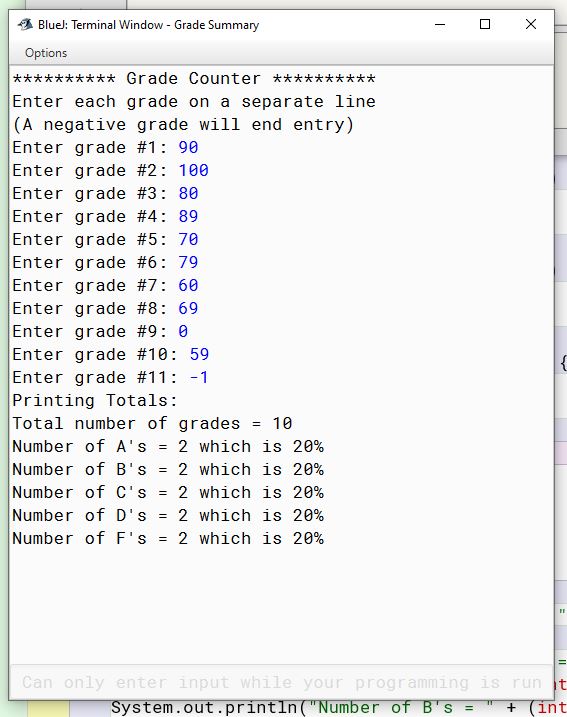 BlueJ: Terminal Window - Grade Summary
Options
********** Grade Counter **********
Enter each grade on a separate line
(A negative grade will end entry)
Enter grade #1: 90
Enter grade #2: 100
Enter grade #3: 80
Enter grade #4: 89
Enter grade #5: 70
Enter grade #6: 79
Enter grade #7: 60
Enter grade #8: 69
Enter grade #9: 0
Enter grade #10: 59
Enter grade #11: -1
Printing Totals:
Total number of grades = 10
Number of A's = 2 which is 20%
Number of B's = 2 which is 20%
Number of C's = 2 which is 20%
Number of D's = 2 which is 20%
Number of F's = 2 which is 20%
{
"
=
Can only enter input while your programming is run
System.out.println("Number of B's = " + (int